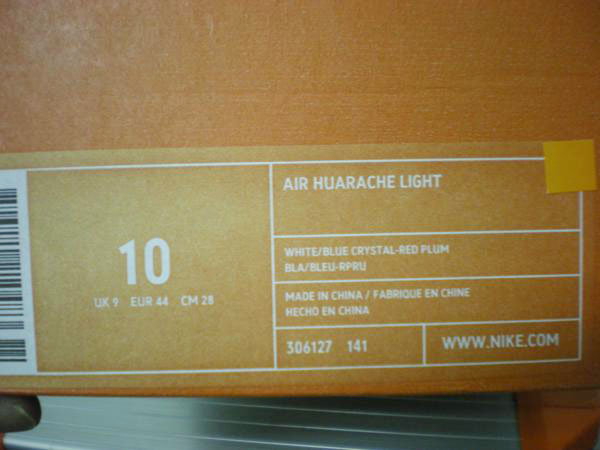 AIR HUARACHE LIGHT
10
UK 9 EUR 44 CM 28
WHITE/BLUE CRYSTAL-RED PLUM
BLA/BLEU-RPRU
MADE IN CHINA / FABRIQUE EN CHINE
HECHO EN CHINA
306127 141
WWW.NIKE.COM